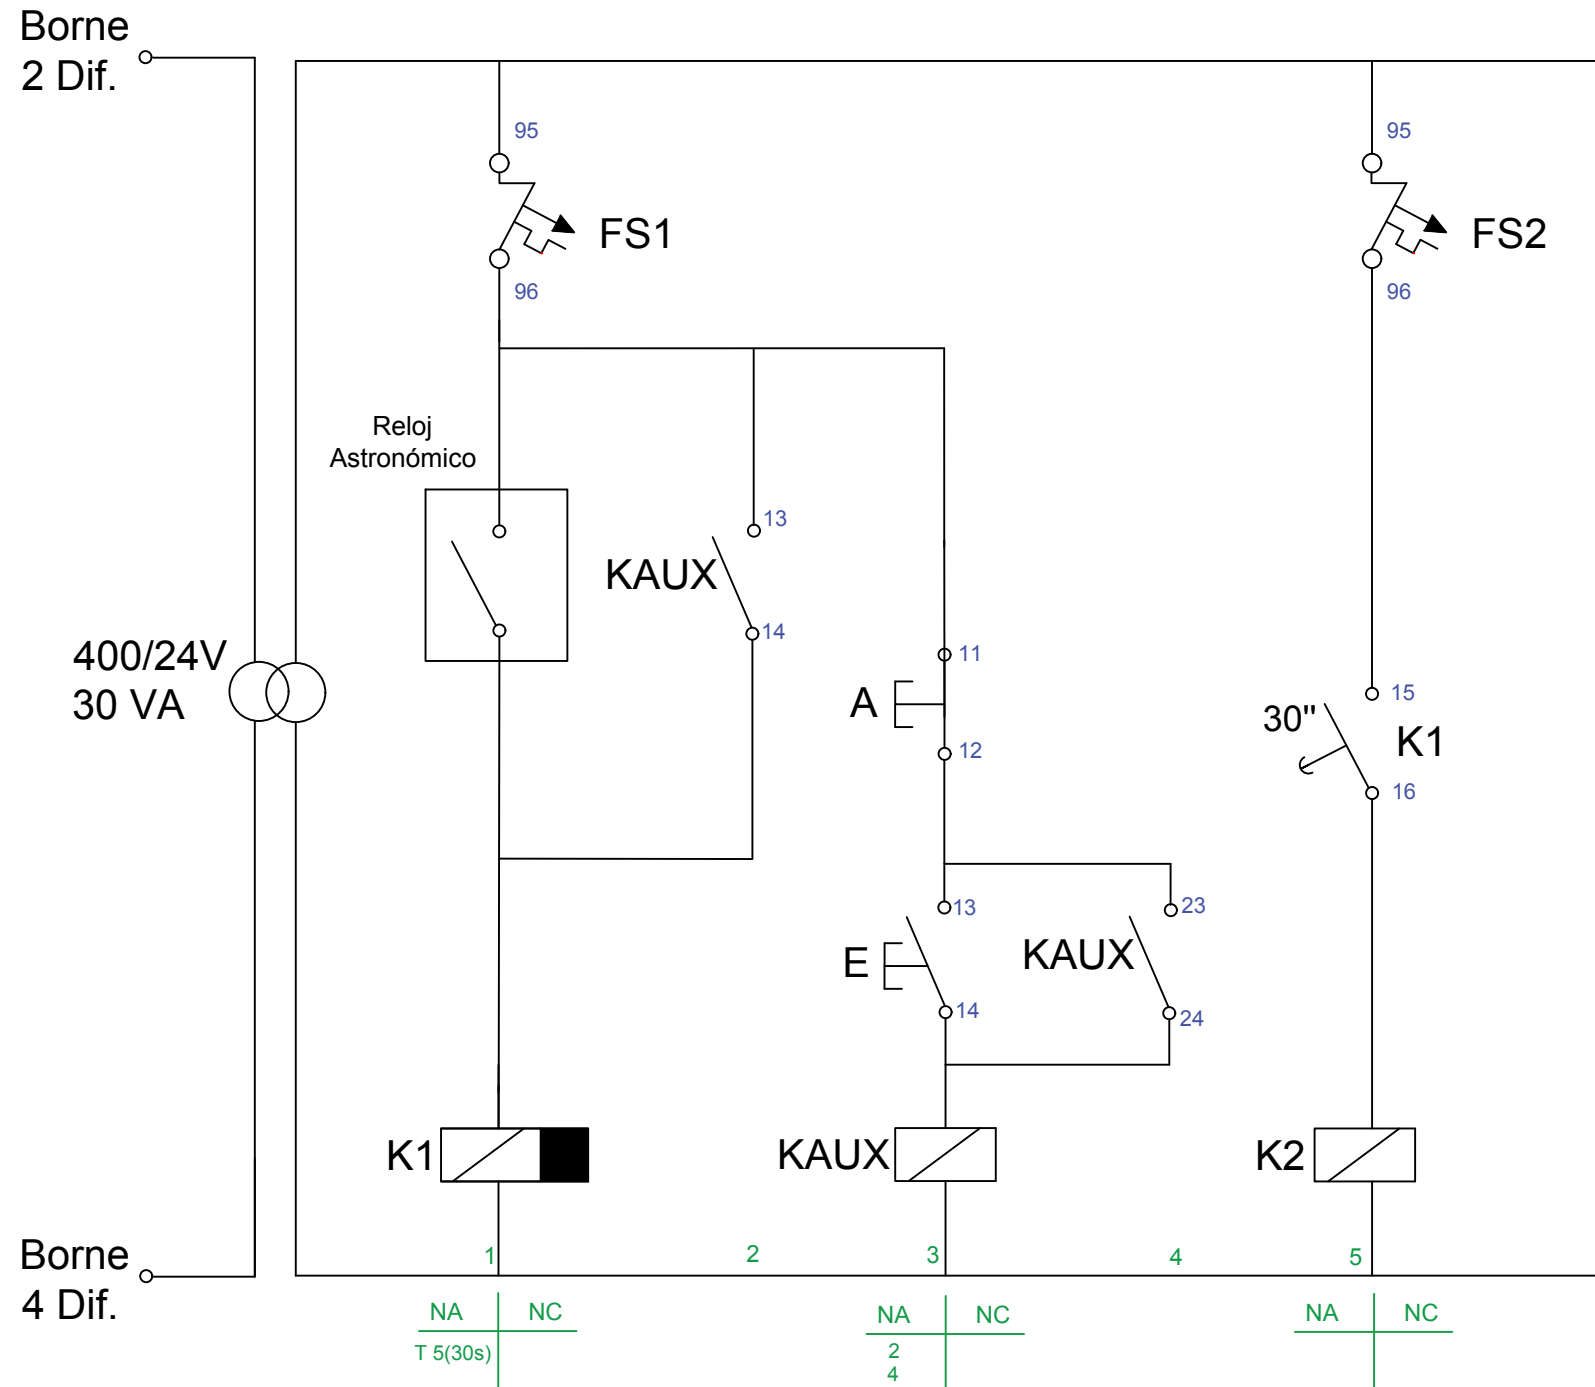 Borne
2 Dif.
95
FS1
96
95
FS2
96
Reloj
Astronómico
13
KAUX
14
11
A
12
400/24V
30 VA
15
30"
K1
16
13
E
14
23
KAUX
24
K1
KAUX
K2
Borne
4 Dif.
1
2
3
4
5
NA NC
T 5(30s)
NA NC
2
4
NA NC